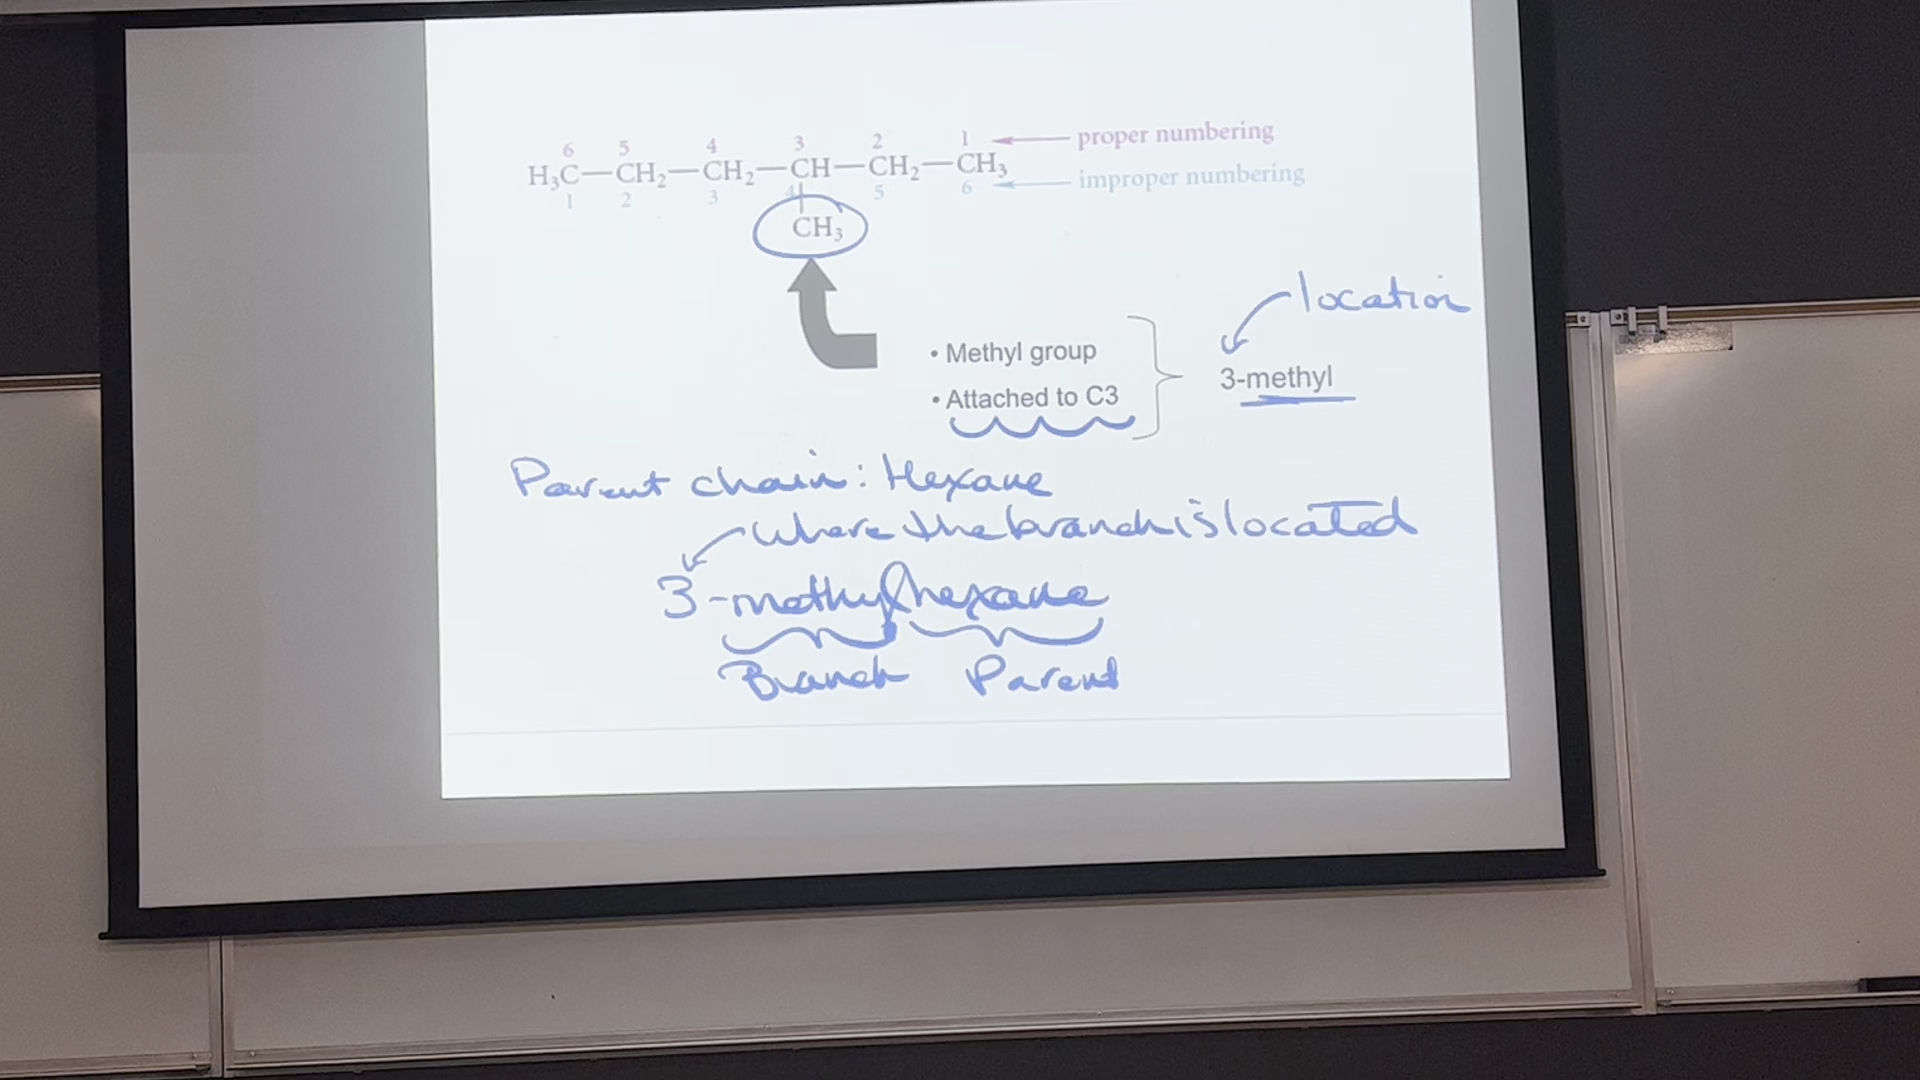 6 5 4 3 2 1 proper numbering
H₃C—CH₂—CH₂—CH—CH₂—CH₃
1 2 3 4 5 6 improper numbering
CH₃
location
• Methyl group
• Attached to C3
3-methyl
Parent chain: Hexane
Where the branch is located
3-methylhexane
Branch Parent